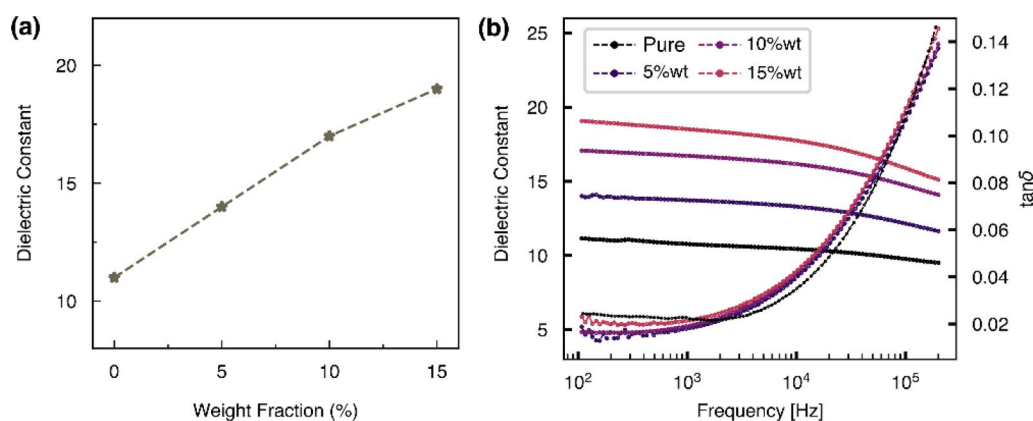 (a)
Dielectric Constant
20
15
10
0
5
10
15
Weight Fraction (%)
(b)
Dielectric Constant
25
20
15
10
5
Pure
10%wt
5%wt
15%wt
0.14
0.12
0.10
0.08
0.06
0.04
0.02
tanδ
10²
10³
10⁴
10⁵
Frequency [Hz]